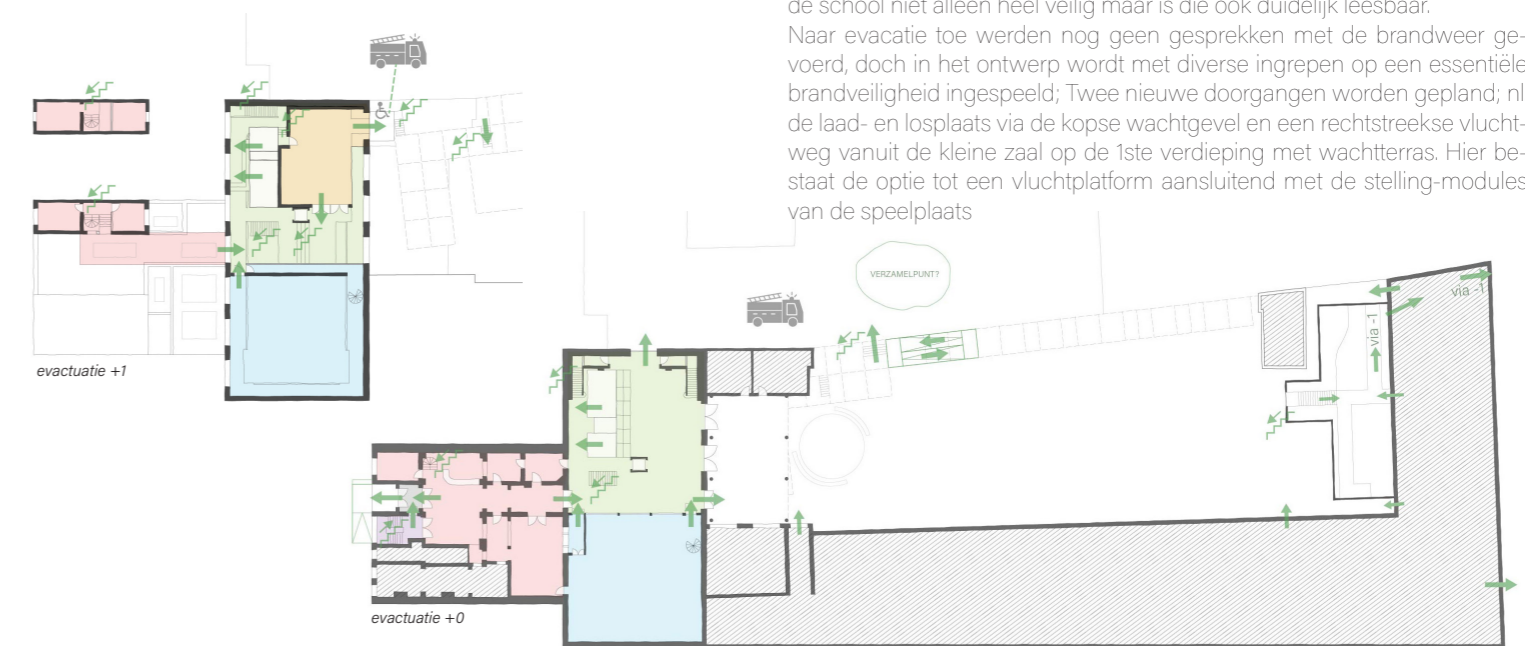 de school niet alleen heel veilig maar is die ook duidelijk leesbaar.
Naar evacatie toe werden nog geen gesprekken met de brandweer ge-
voerd, doch in het ontwerp wordt met diverse ingrepen op een essentiële
brandveiligheid ingespeeld; Twee nieuwe doorgangen worden gepland; nl
de laad- en losplaats via de kopse wachtgevel en een rechtstreekse vlucht-
weg vanuit de kleine zaal op de 1ste verdieping met wachtterras. Hier be-
staat de optie tot een vluchtplatform aansluitend met de stelling-modules
van de speelplaats
VERZAMELPUNT?
via -1
via -1
evactuatie +1
evactuatie +0